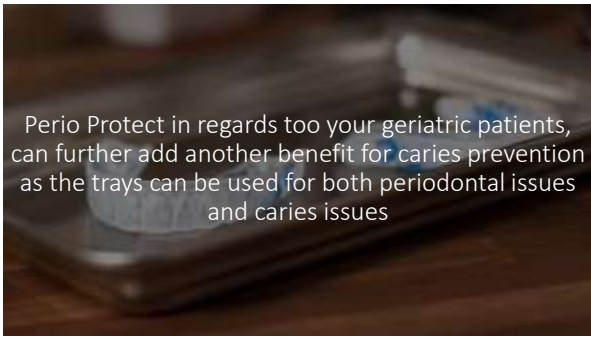 Perio Protect in regards too your geriatric patients,
can further add another benefit for caries prevention
as the trays can be used for both periodontal issues
and caries issues